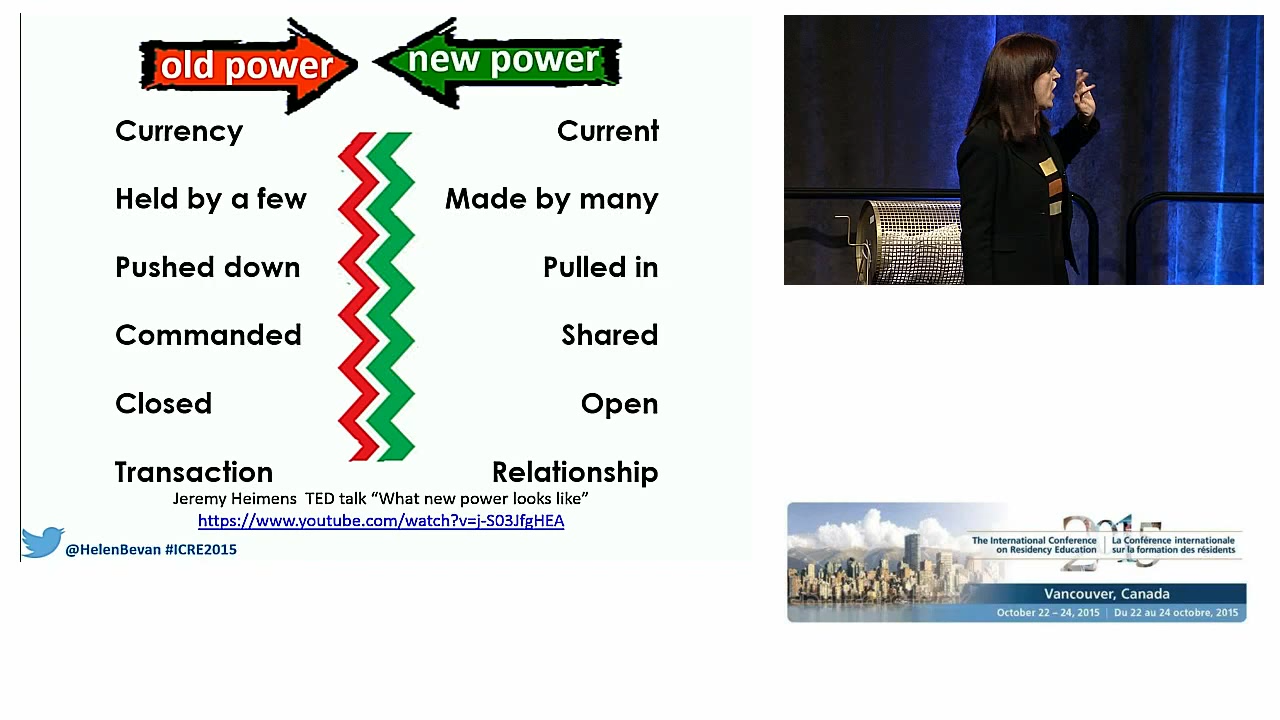 old power
new power
Currency
Current
Held by a few
Made by many
Pushed down
Pulled in
Commanded
Shared
Closed
Open
Transaction
Relationship
Jeremy Heimens TED talk “What new power looks like”
https://www.youtube.com/watch?v=j-S03JfgHEA
@HelenBevan #ICRE2015
2015
The International Conference
on Residency Education
La Conférence internationale
sur la formation des résidents
Vancouver, Canada
October 22 – 24, 2015 | Du 22 au 24 octobre, 2015